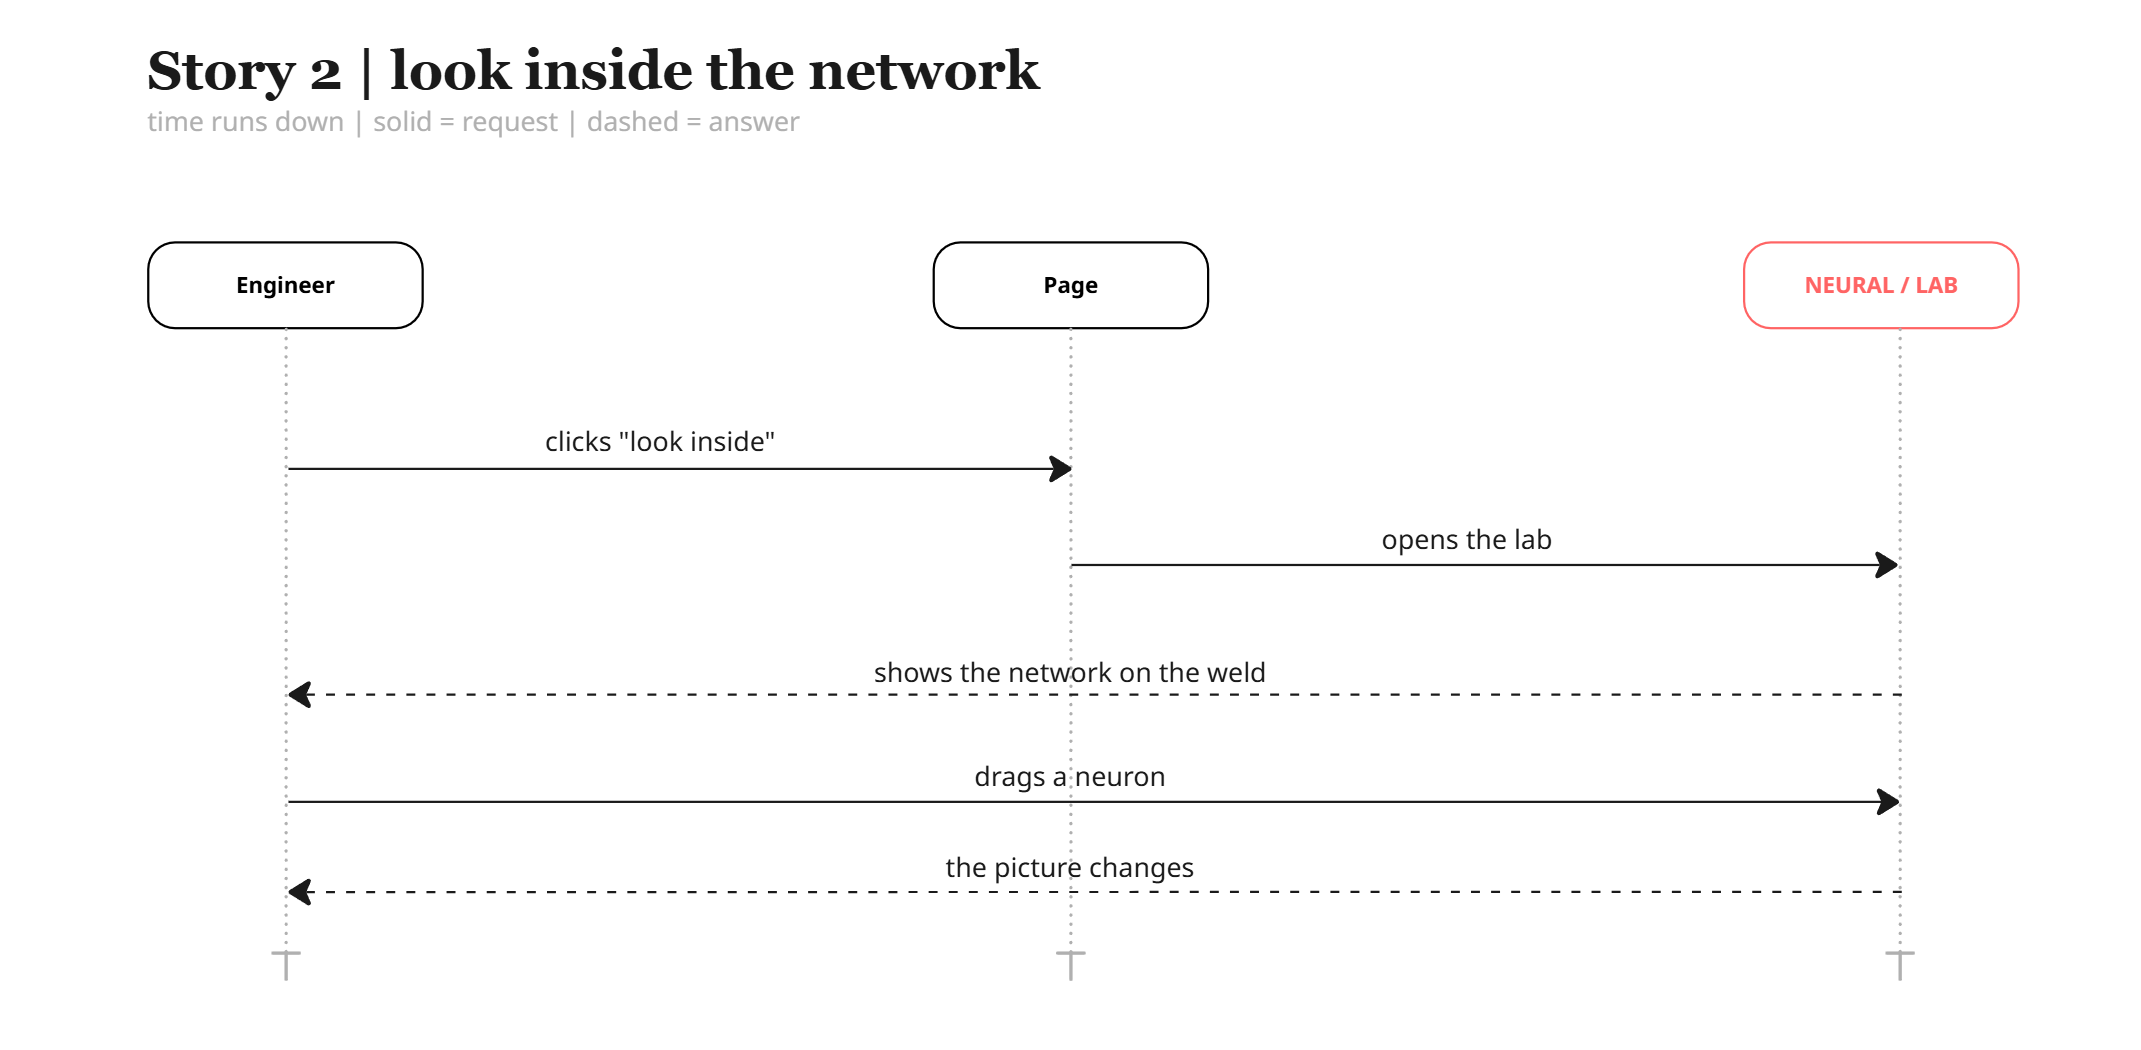 Story 2 | look inside the network
time runs down | solid = request | dashed = answer
Engineer
Page
NEURAL / LAB
clicks "look inside"
opens the lab
shows the network on the weld
drags a neuron
the picture changes